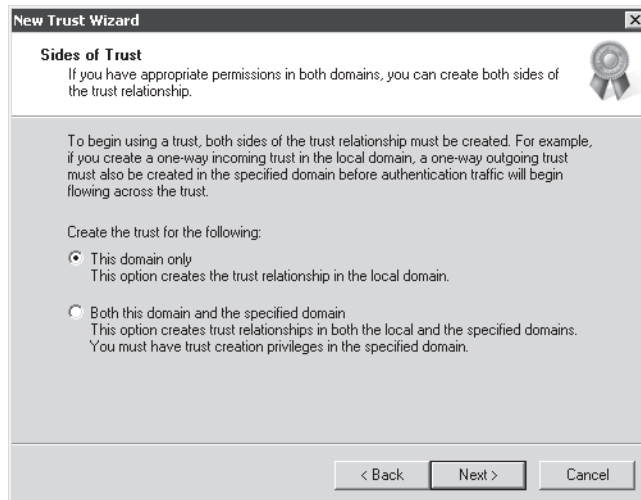 New Trust Wizard
Sides of Trust
If you have appropriate permissions in both domains, you can create both sides of
the trust relationship.
To begin using a trust, both sides of the trust relationship must be created. For example,
if you create a one-way incoming trust in the local domain, a one-way outgoing trust
must also be created in the specified domain before authentication traffic will begin
flowing across the trust.
Create the trust for the following:
This domain only
This option creates the trust relationship in the local domain.
Both this domain and the specified domain
This option creates trust relationships in both the local and the specified domains.
You must have trust creation privileges in the specified domain.
< Back Next > Cancel